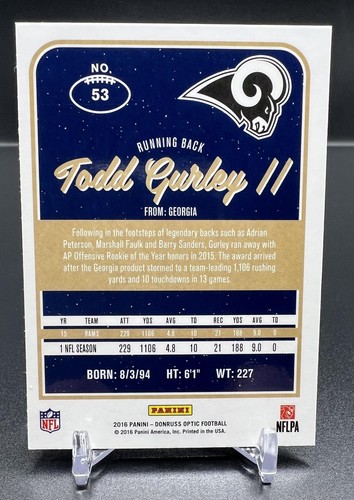 NO.
53
RUNNING BACK
Todd Gurley II
FROM: GEORGIA
Following in the footsteps of legendary backs such as Adrian
Peterson, Marshall Faulk and Barry Sanders, Gurley ran away with
AP Offensive Rookie of the Year honors in 2015. The award arrived
after the Georgia product stormed to a team-leading 1,106 rushing
yards and 10 touchdowns in 13 games.
YR TEAM ATT YDS AVG TD REC YDS AVG TD
15 RAMS 229 1106 4.8 10 21 188 9.0 0
1 NFL SEASON 229 1106 4.8 10 21 188 9.0 0
BORN: 8/3/94 HT: 6'1" WT: 227
NFL
PANINI
NFLPA
2016 PANINI – DONRUSS OPTIC FOOTBALL
© 2016 Panini America, Inc. Printed in the USA.